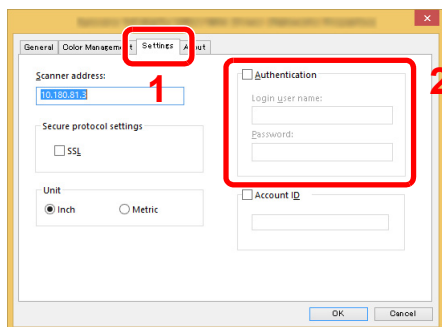 General Color Management Settings About
1
Scanner address:
10.180.81.3
Secure protocol settings
SSL
Unit
Inch Metric
2
Authentication
Login user name:
Password:
Account ID
OK Cancel